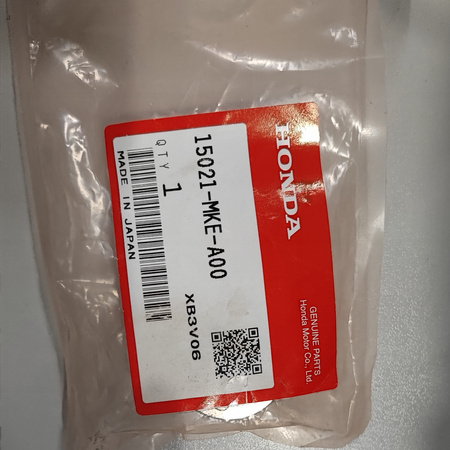 HONDA
GENUINE PARTS
Honda Motor Co., Ltd.
15021-MKE-A00
QTY 1
XB3V06
MADE IN JAPAN